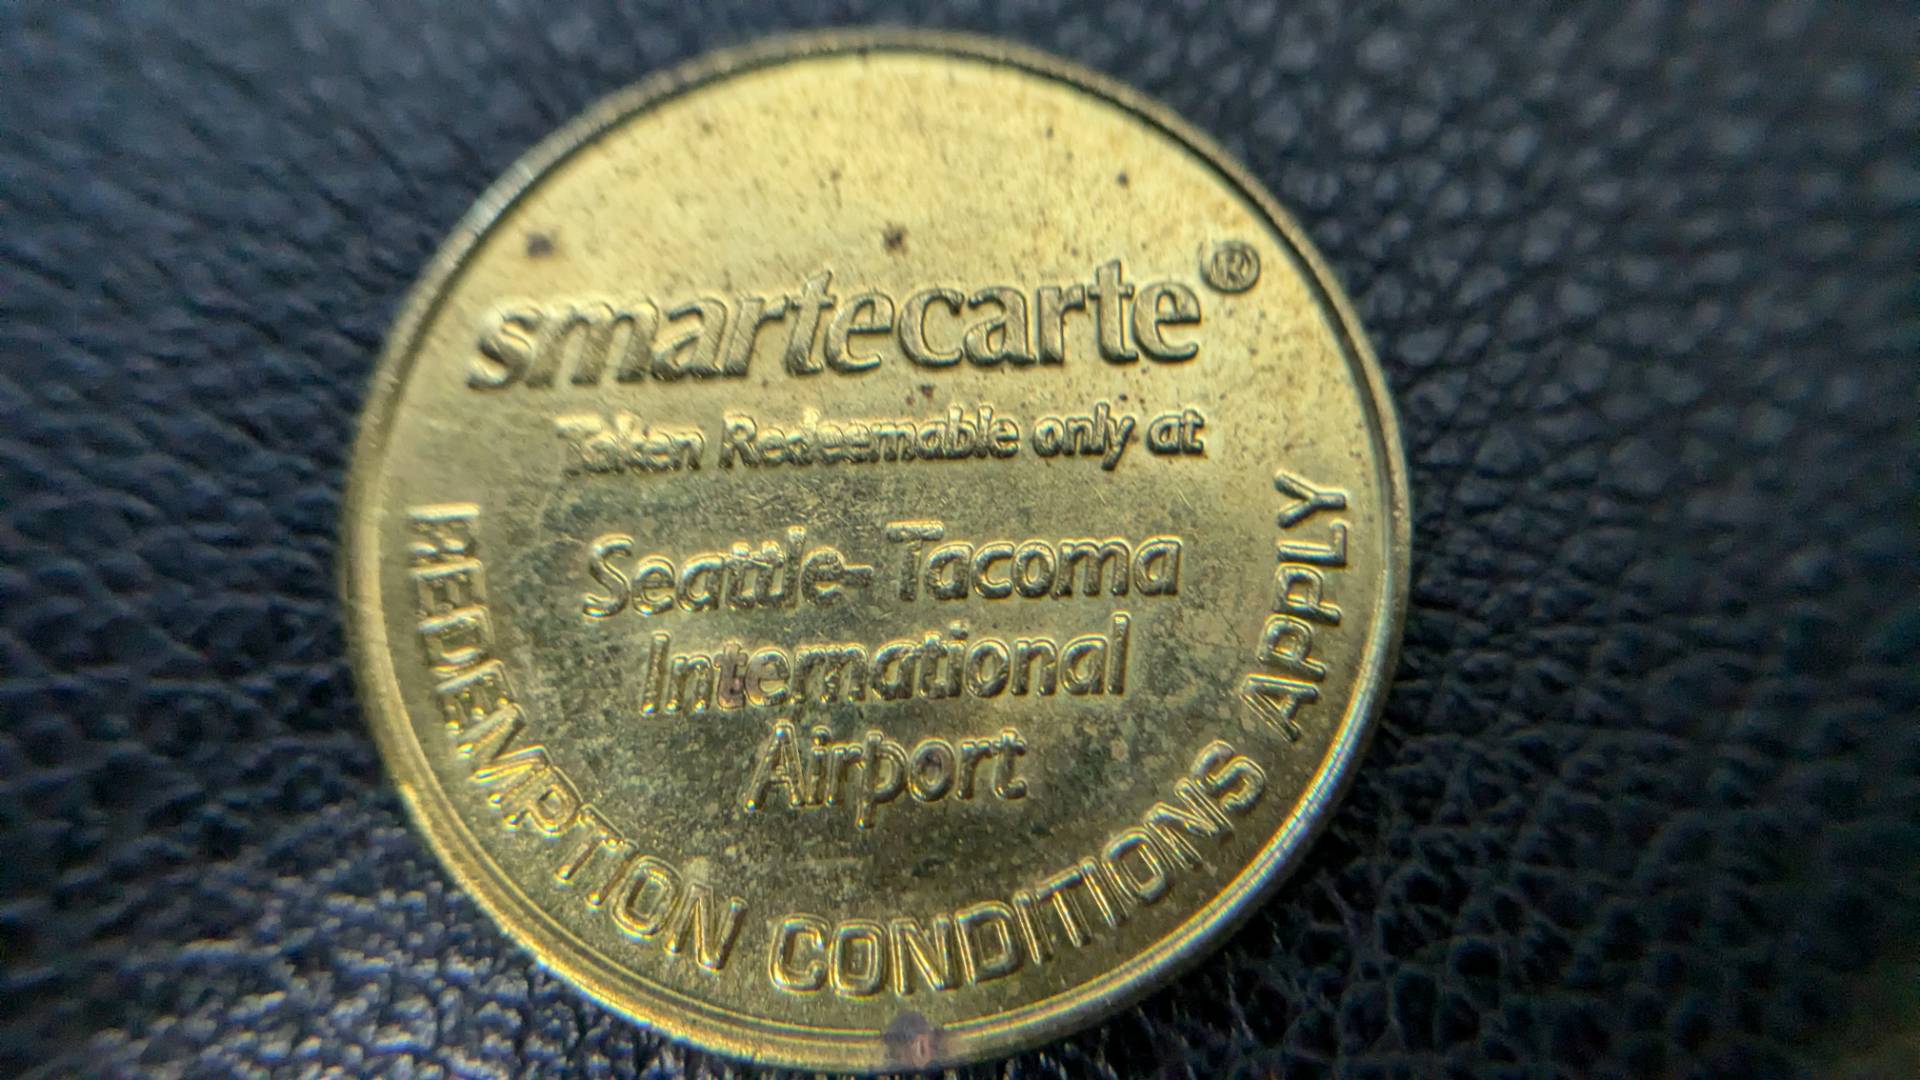 smartecarte®
Token Redeemable only at
Seattle-Tacoma
International
Airport
REDEMPTION CONDITIONS APPLY